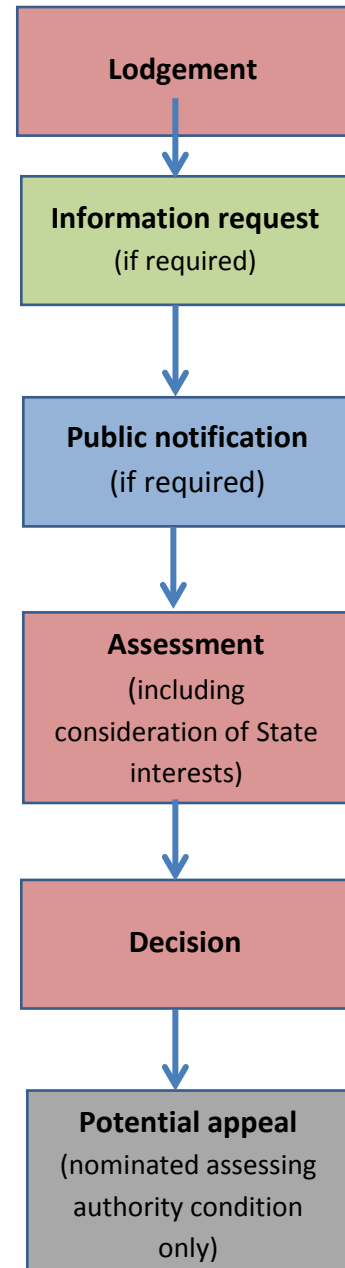 Lodgement
Information request
(if required)
Public notification
(if required)
Assessment
(including
consideration of State
interests)
Decision
Potential appeal
(nominated assessing
authority condition
only)